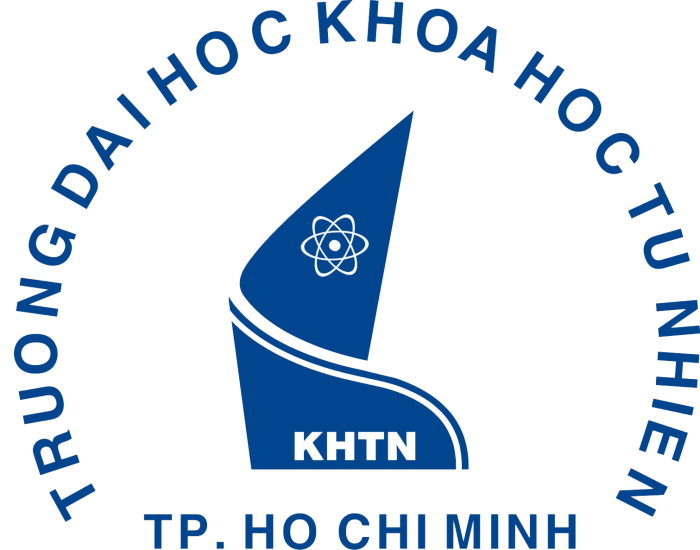 TRUONG DAI HOC KHOA HOC TU NHIEN
KHTN
TP. HO CHI MINH